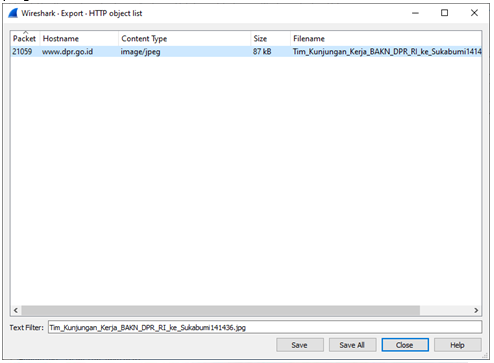 Wireshark · Export · HTTP object list
Packet Hostname Content Type Size Filename
21059 www.dpr.go.id image/jpeg 87 kB Tim_Kunjungan_Kerja_BAKN_DPR_RI_ke_Sukabumi1414
Text Filter: Tim_Kunjungan_Kerja_BAKN_DPR_RI_ke_Sukabumi141436.jpg
Save Save All Close Help